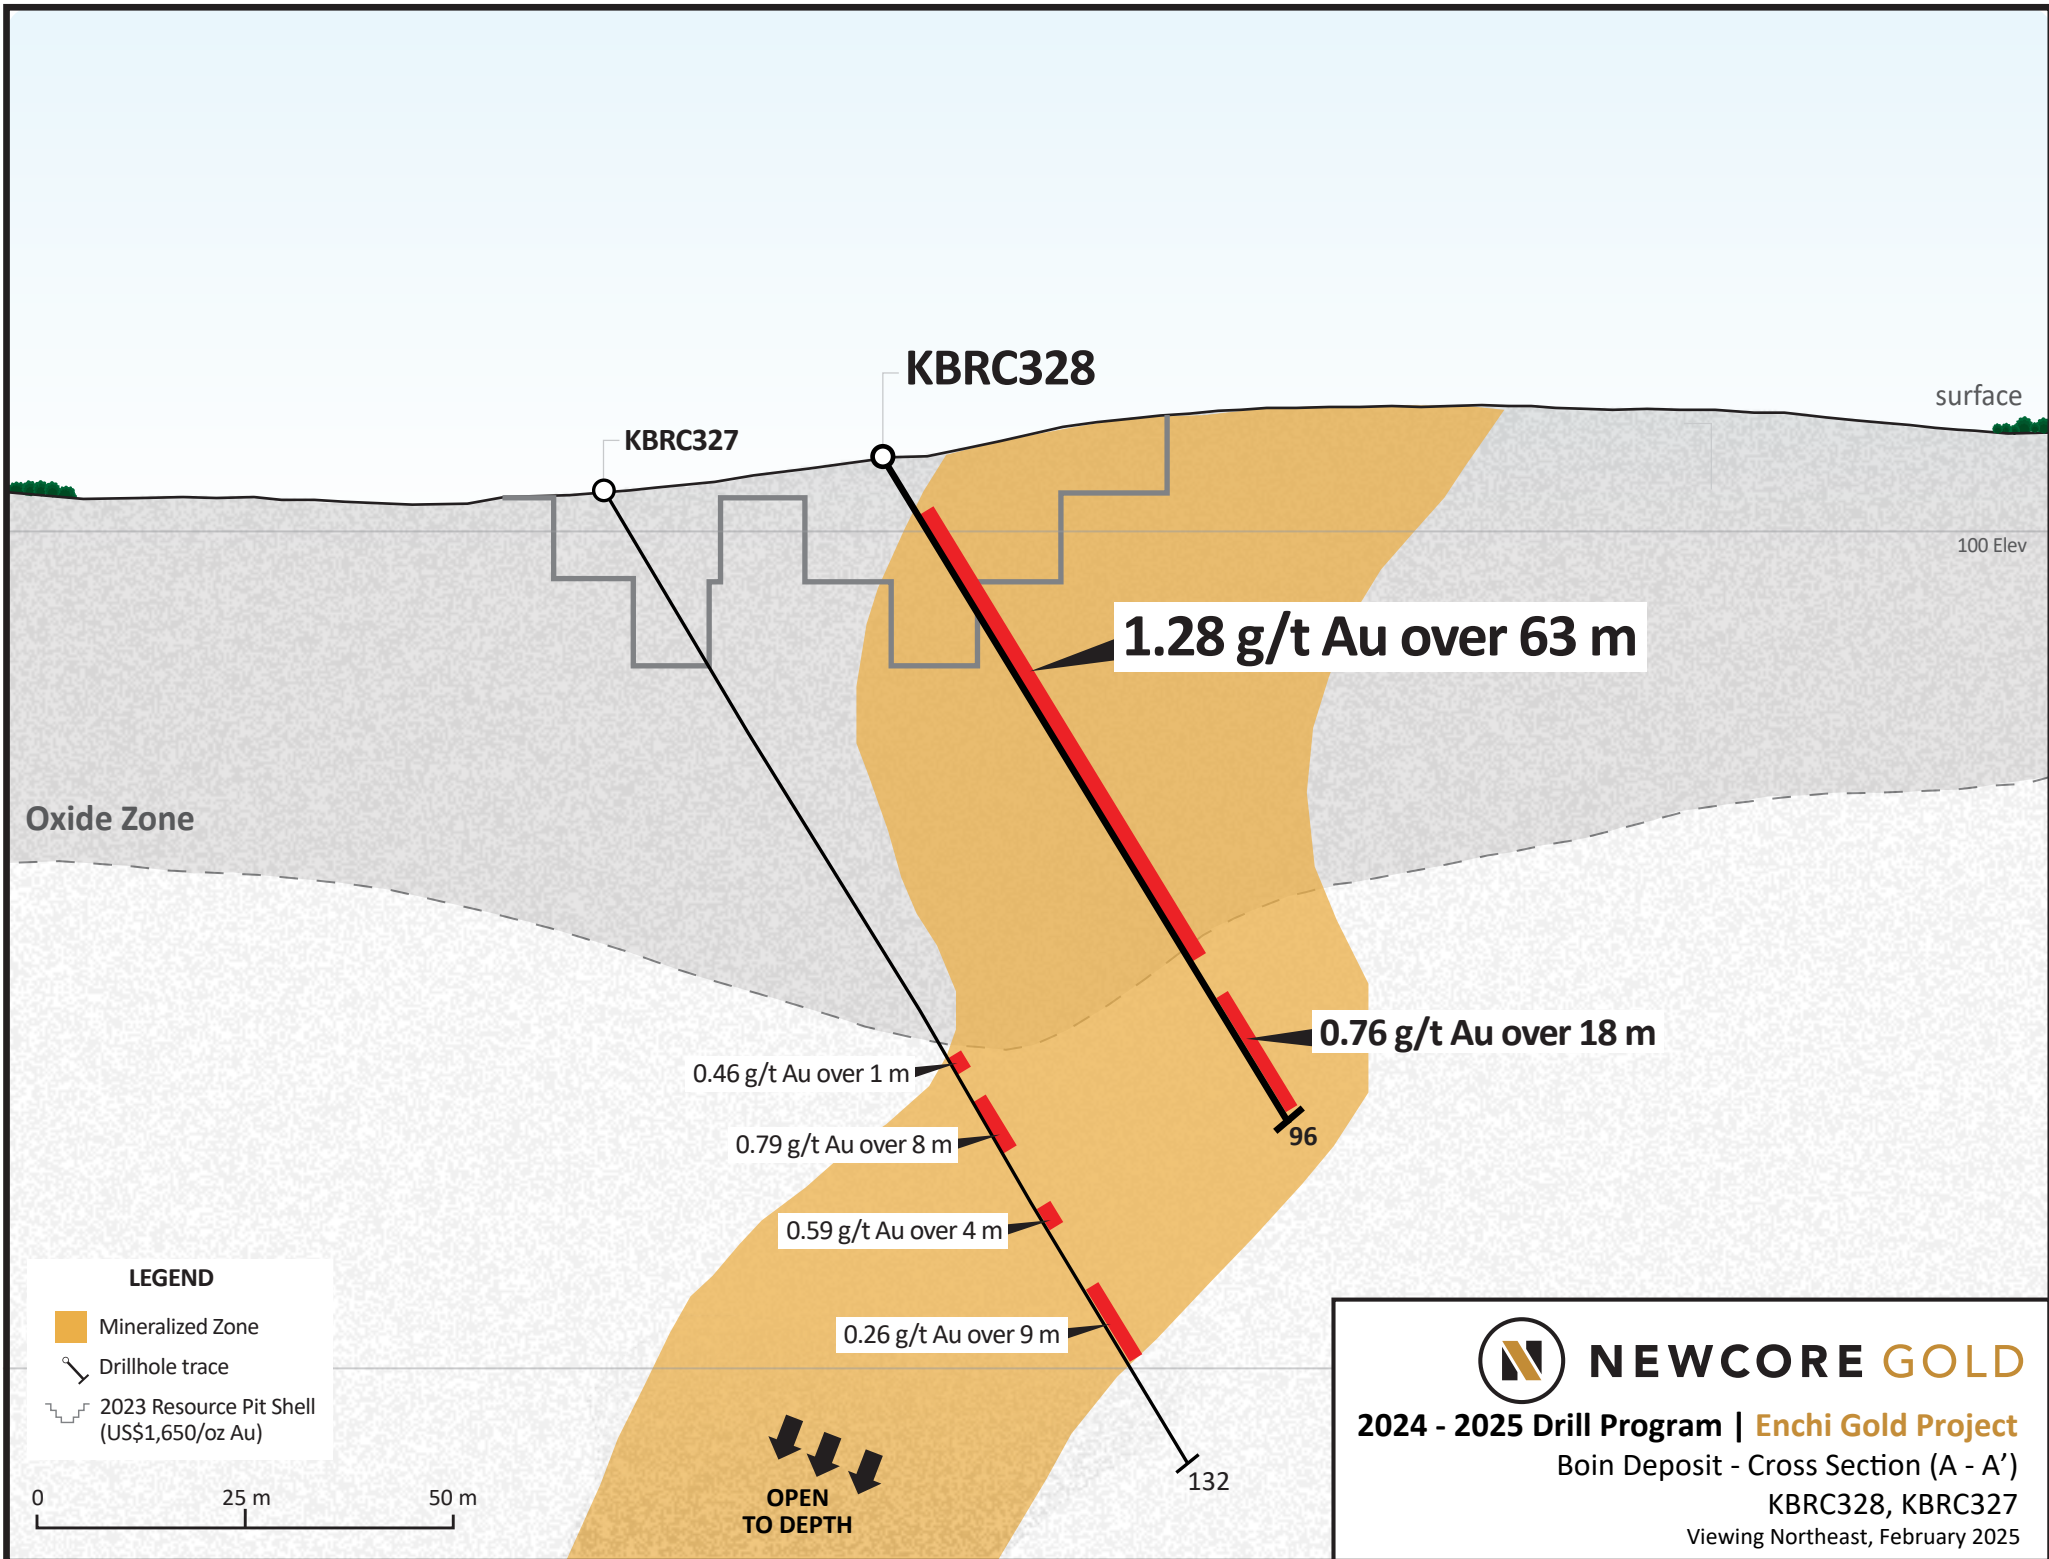 KBRC328
KBRC327
surface
100 Elev
1.28 g/t Au over 63 m
Oxide Zone
0.76 g/t Au over 18 m
0.46 g/t Au over 1 m
96
0.79 g/t Au over 8 m
0.59 g/t Au over 4 m
0.26 g/t Au over 9 m
132
OPEN
TO DEPTH
LEGEND
Mineralized Zone
Drillhole trace
2023 Resource Pit Shell
(US$1,650/oz Au)
0 25 m 50 m
N NEWCORE GOLD
2024 - 2025 Drill Program | Enchi Gold Project
Boin Deposit - Cross Section (A - A’)
KBRC328, KBRC327
Viewing Northeast, February 2025